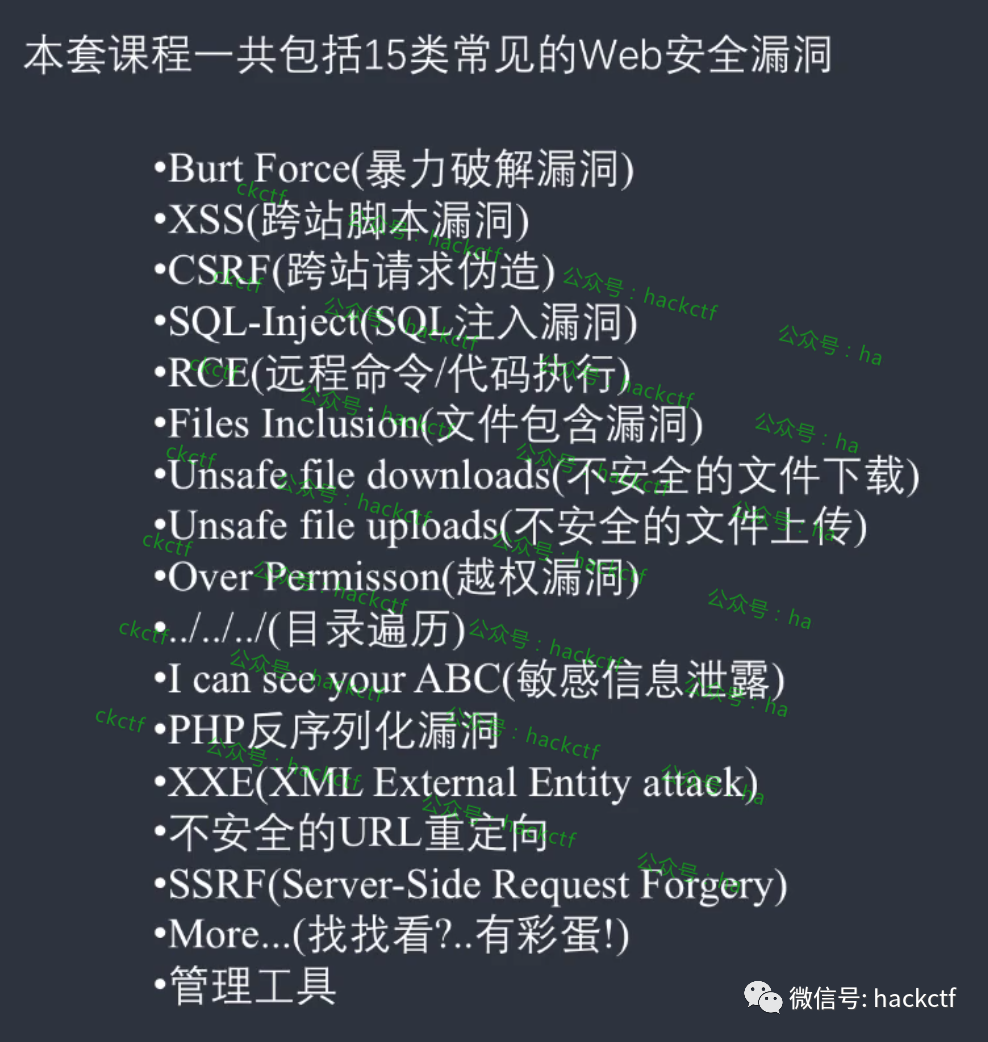 本套课程一共包括15类常见的Web安全漏洞
•Burt Force(暴力破解漏洞)
•XSS(跨站脚本漏洞)
•CSRF(跨站请求伪造)
•SQL-Inject(SQL注入漏洞)
•RCE(远程命令/代码执行)
•Files Inclusion(文件包含漏洞)
•Unsafe file downloads(不安全的文件下载)
•Unsafe file uploads(不安全的文件上传)
•Over Permisson(越权漏洞)
•../../../(目录遍历)
•I can see your ABC(敏感信息泄露)
•PHP反序列化漏洞
•XXE(XML External Entity attack)
•不安全的URL重定向
•SSRF(Server-Side Request Forgery)
•More...(找找看?..有彩蛋!)
•管理工具
公众号：hackctf
微信号: hackctf